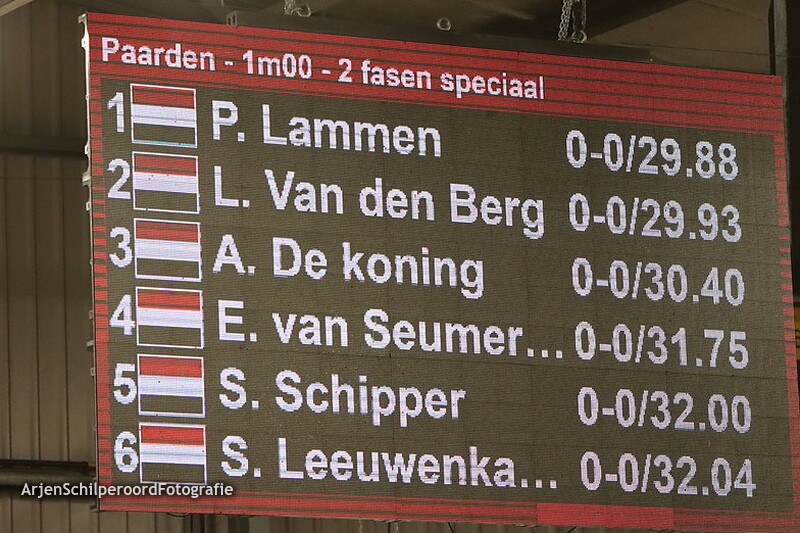 Paarden - 1m00 - 2 fasen speciaal
1 P. Lammen 0-0/29.88
2 L. Van den Berg 0-0/29.93
3 A. De koning 0-0/30.40
4 E. van Seumer... 0-0/31.75
5 S. Schipper 0-0/32.00
6 S. Leeuwenka... 0-0/32.04
ArjenSchilperoordFotografie